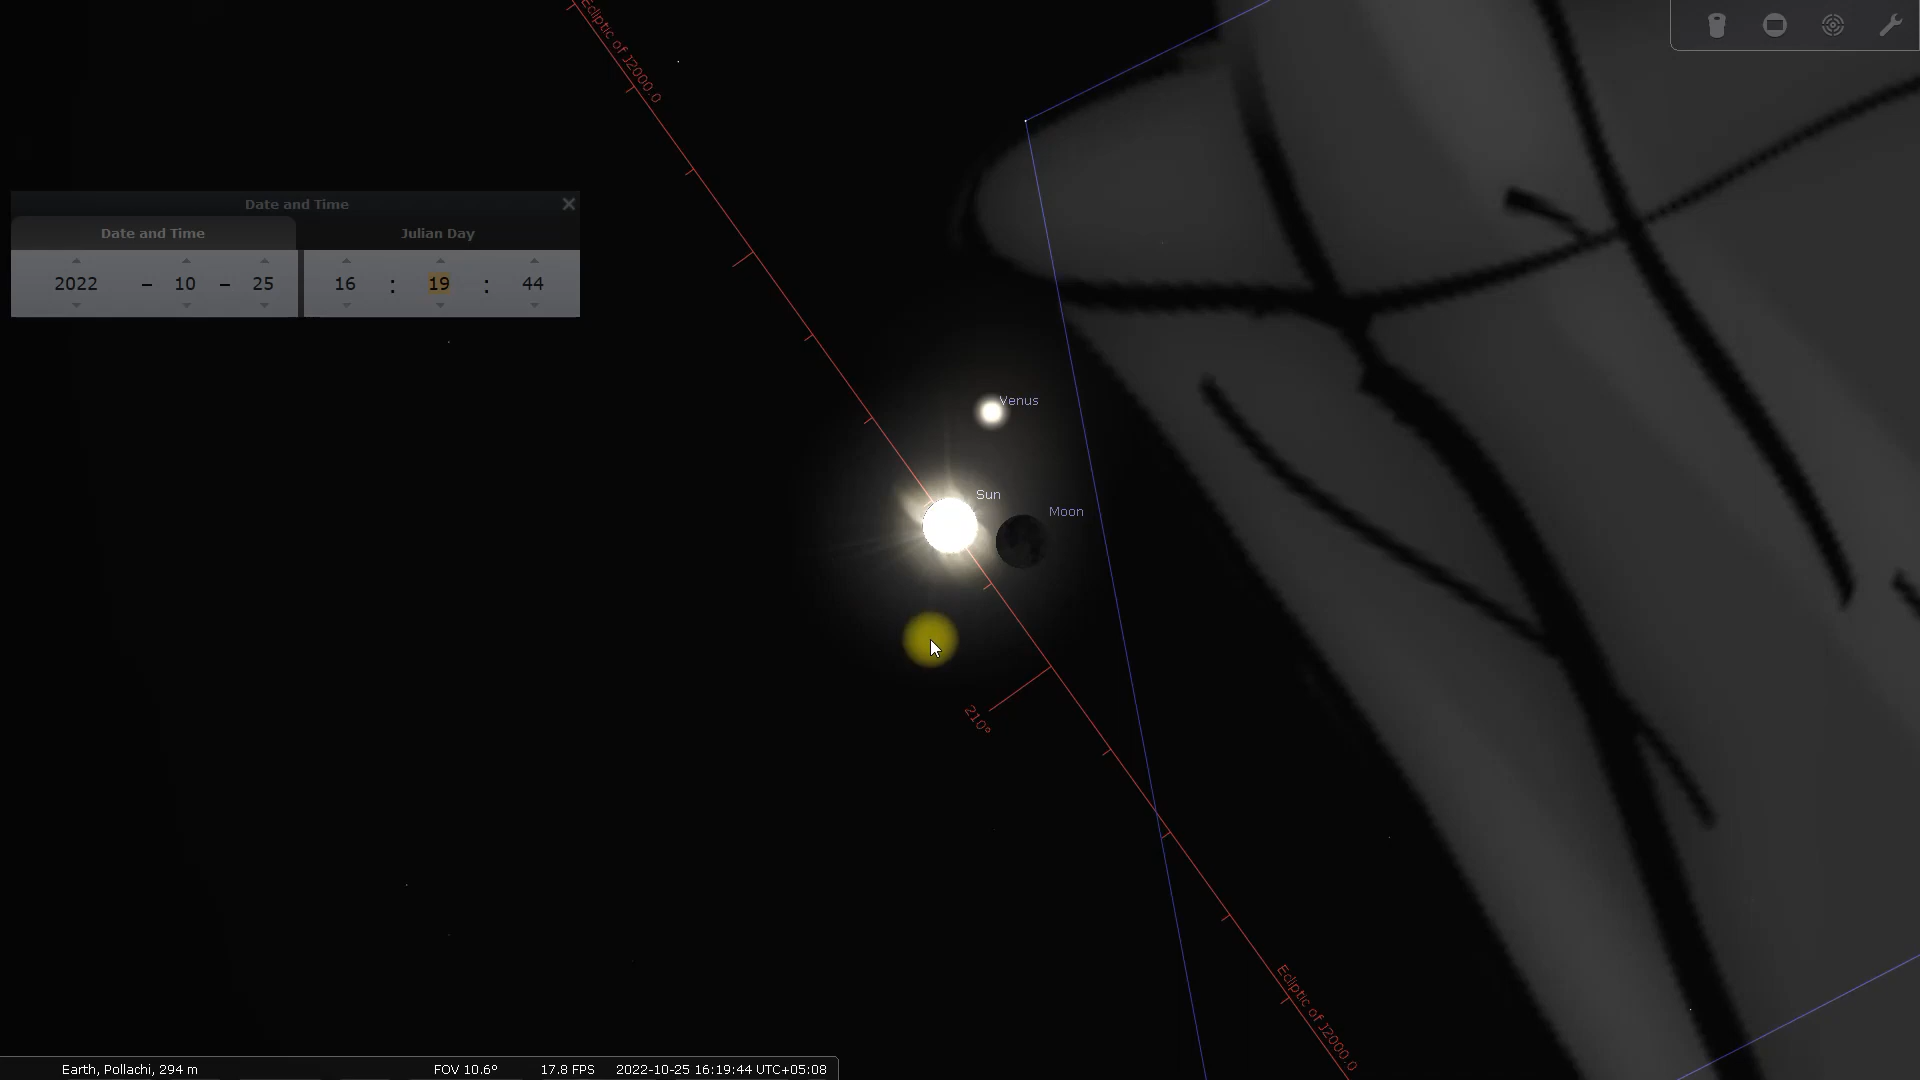 Ecliptic of J2000.0
Date and Time ×
Date and Time Julian Day
2022 – 10 – 25 16 : 19 : 44
Venus
Sun
Moon
210°
Ecliptic of J2000.0
Earth, Pollachi, 294 m FOV 10.6° 17.8 FPS 2022-10-25 16:19:44 UTC+05:08